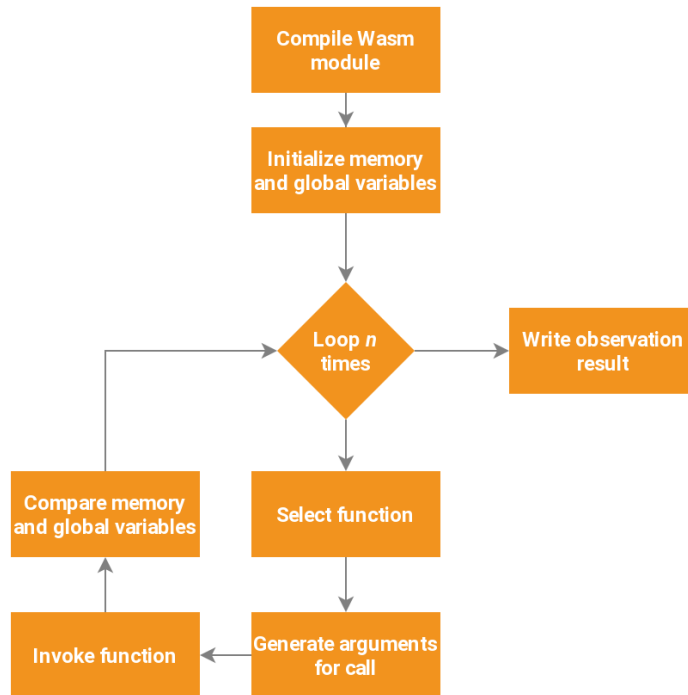 Compile Wasm
module
Initialize memory
and global variables
Loop n
times
Write observation
result
Compare memory
and global variables
Select function
Invoke function
Generate arguments
for call